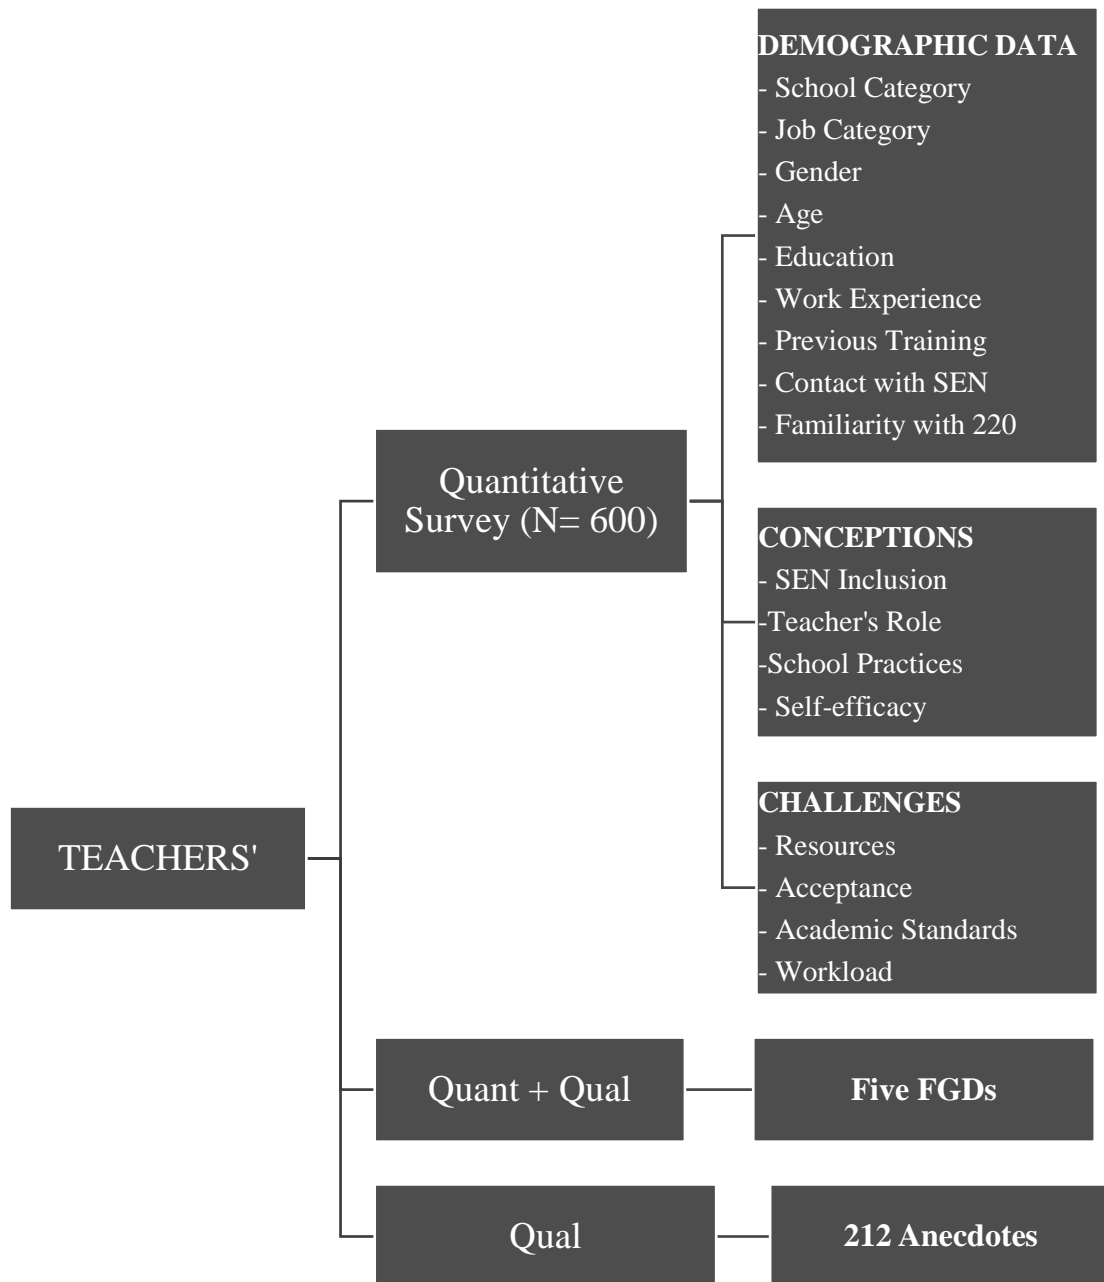 TEACHERS'
Quantitative
Survey (N= 600)
DEMOGRAPHIC DATA
- School Category
- Job Category
- Gender
- Age
- Education
- Work Experience
- Previous Training
- Contact with SEN
- Familiarity with 220
CONCEPTIONS
- SEN Inclusion
-Teacher's Role
-School Practices
- Self-efficacy
CHALLENGES
- Resources
- Acceptance
- Academic Standards
- Workload
Quant + Qual
Five FGDs
Qual
212 Anecdotes